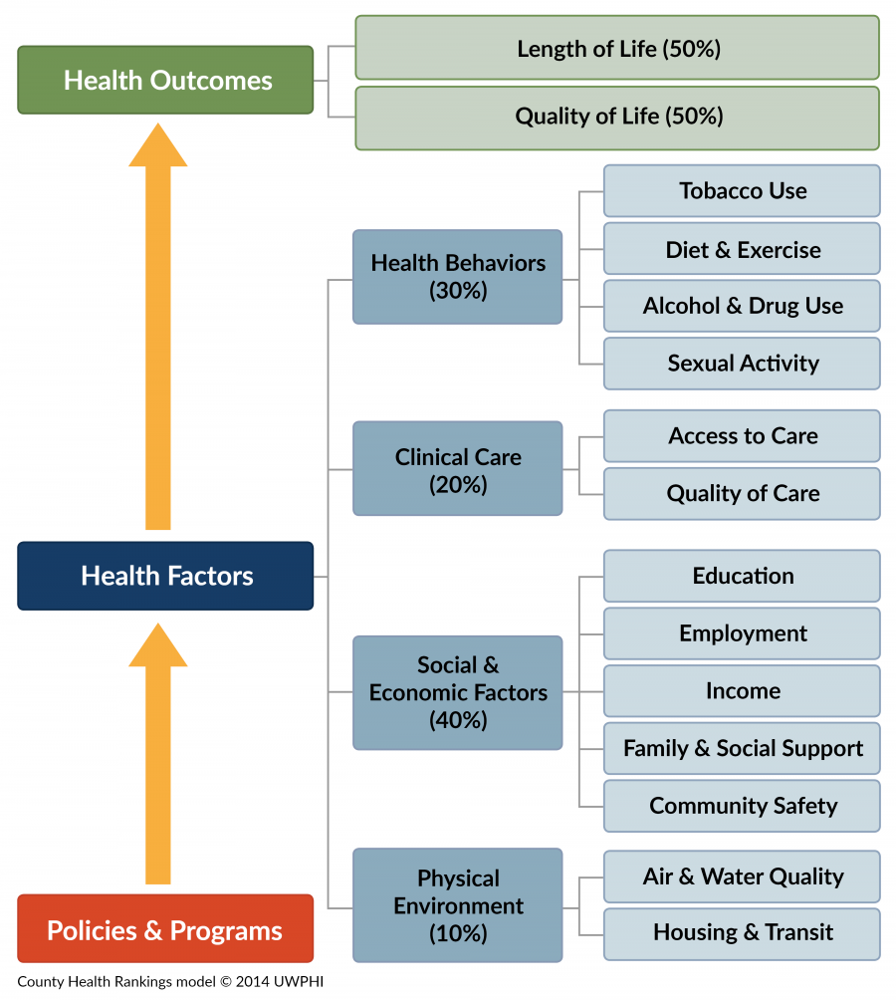 Health Outcomes
Length of Life (50%)
Quality of Life (50%)
Health Behaviors
(30%)
Tobacco Use
Diet & Exercise
Alcohol & Drug Use
Sexual Activity
Clinical Care
(20%)
Access to Care
Quality of Care
Health Factors
Social &
Economic Factors
(40%)
Education
Employment
Income
Family & Social Support
Community Safety
Physical
Environment
(10%)
Air & Water Quality
Housing & Transit
Policies & Programs
County Health Rankings model © 2014 UWPHI